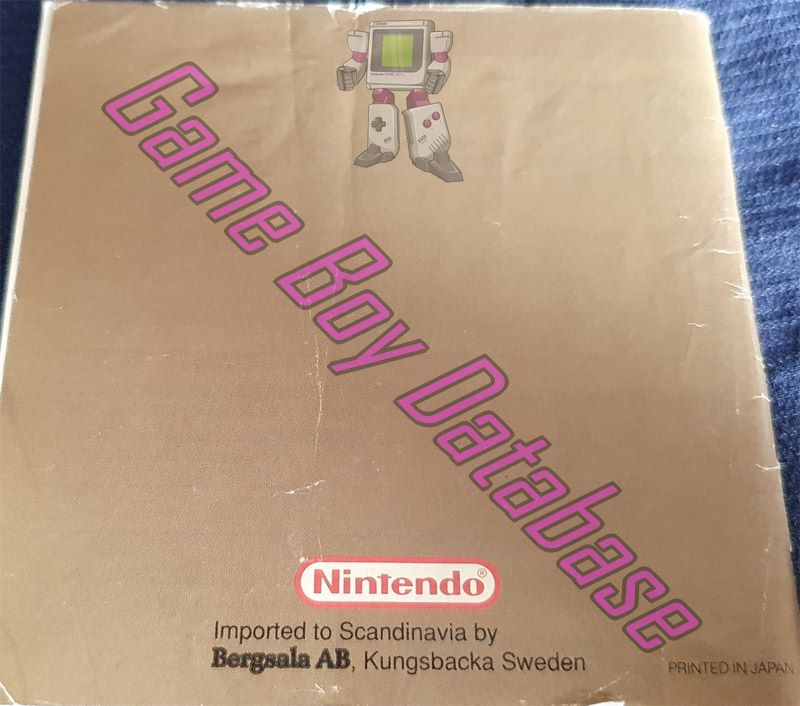 Game Boy Database
Nintendo®
Imported to Scandinavia by
Bergsala AB, Kungsbacka Sweden
PRINTED IN JAPAN